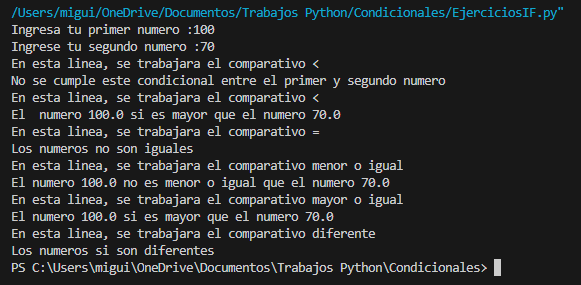 /Users/migui/OneDrive/Documentos/Trabajos Python/Condicionales/EjerciciosIF.py"
Ingrese tu primer numero :100
Ingrese tu segundo numero :70
En esta linea, se trabajara el comparativo <
No se cumple este condicional entre el primer y segundo numero
En esta linea, se trabajara el comparativo <
El  numero 100.0 si es mayor que el numero 70.0
En esta linea, se trabajara el comparativo =
Los numeros no son iguales
En esta linea, se trabajara el comparativo menor o igual
El numero 100.0 no es menor o igual que el numero 70.0
En esta linea, se trabajara el comparativo mayor o igual
El numero 100.0 si es mayor que el numero 70.0
En esta linea, se trabajara el comparativo diferente
Los numeros si son diferentes
PS C:\Users\migui\OneDrive\Documentos\Trabajos Python\Condicionales>